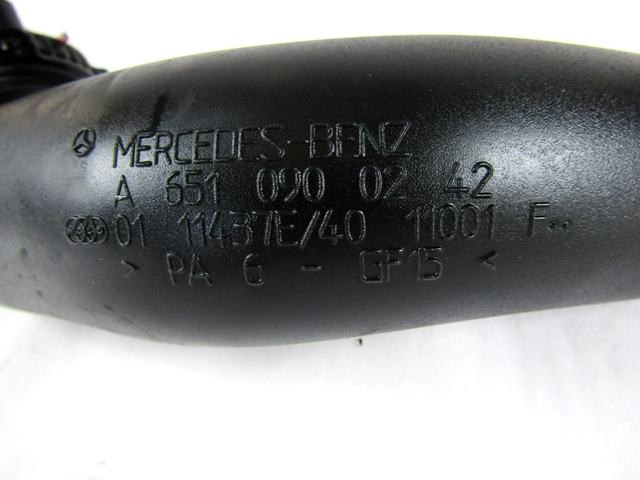 MERCEDES-BENZ
A 651 090 02 42
01 11437E/40 11001 F..
> PA 6 - GF15 <